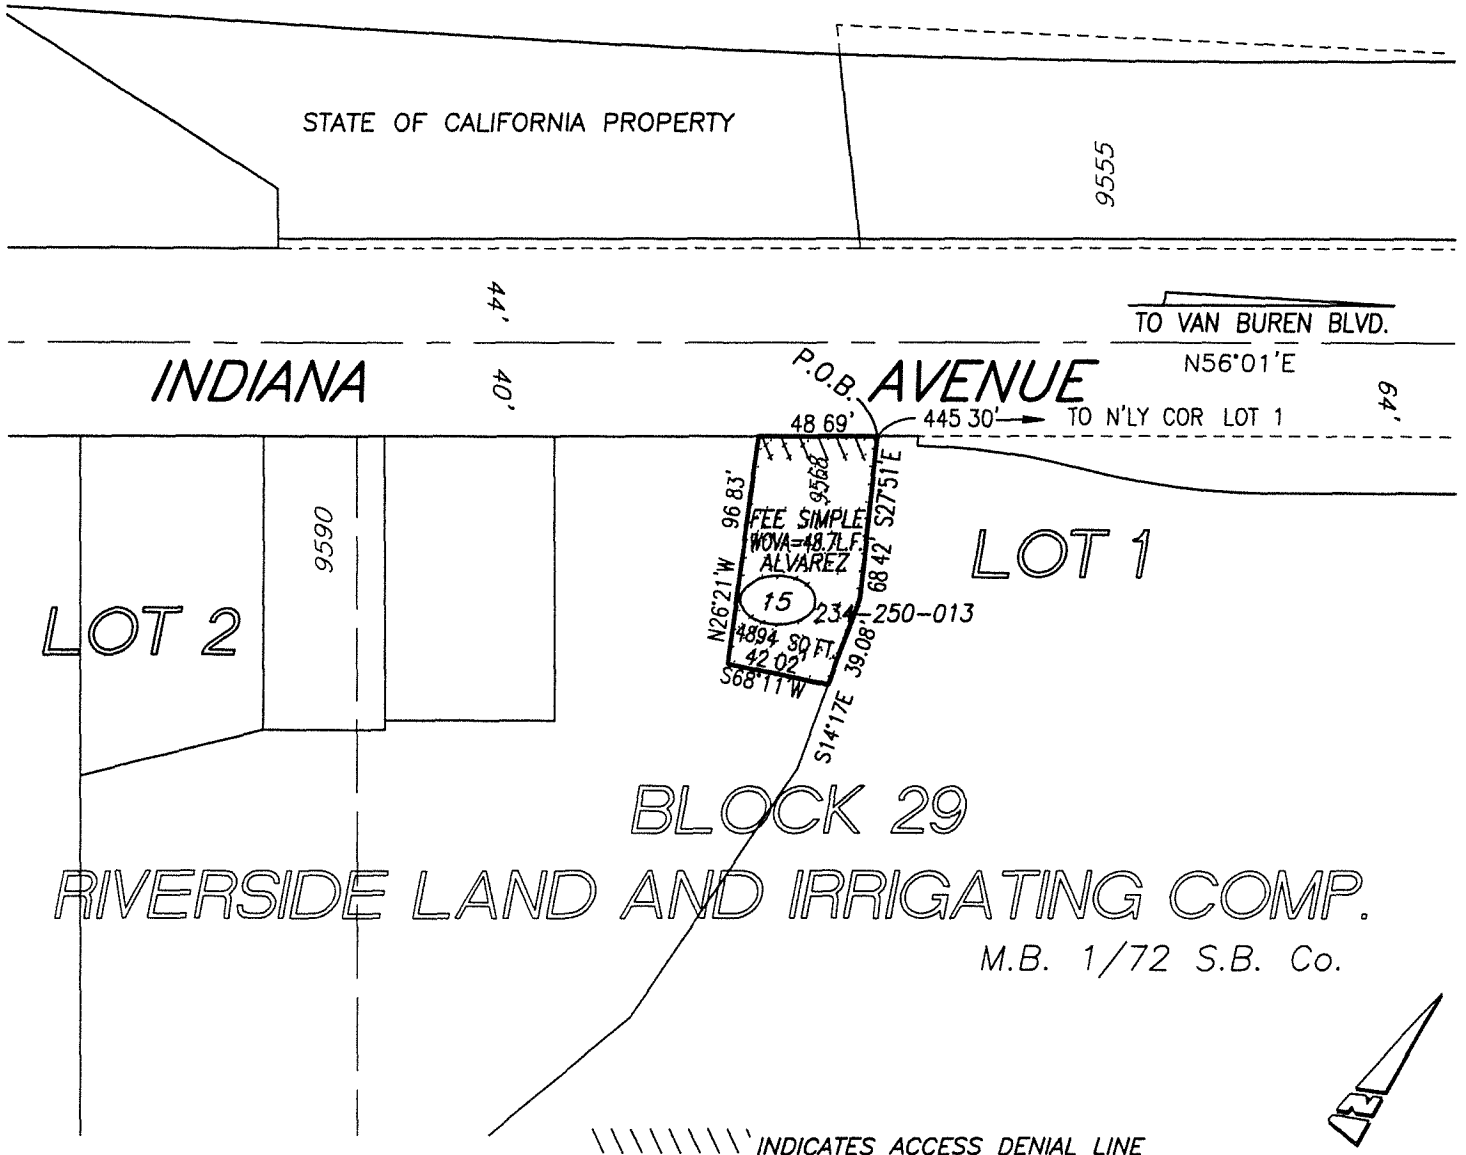 STATE OF CALIFORNIA PROPERTY
9555
44'
TO VAN BUREN BLVD.
N56°01'E
INDIANA AVENUE
40'
64'
P.O.B.
48 69'
445 30' TO N'LY COR LOT 1
9590
96 83'
N26°21'W
9568
FEE SIMPLE
WOVA=48.7L.F.
ALVAREZ
15
234-250-013
4894 SQ FT.
42 02'
S68°11'W
68 42' S27°51'E
39.08'
S14°17'E
LOT 1
LOT 2
BLOCK 29
RIVERSIDE LAND AND IRRIGATING COMP.
M.B. 1/72 S.B. Co.
N
INDICATES ACCESS DENIAL LINE